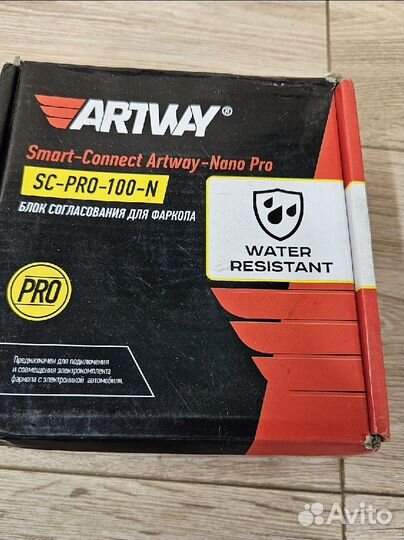 ARTWAY®
Smart-Connect Artway-Nano Pro
SC-PRO-100-N
БЛОК СОГЛАСОВАНИЯ ДЛЯ ФАРКОПА
WATER
RESISTANT
PRO
Предназначен для подключения
и совмещения электрокомплекта
фаркопа с электроникой автомобиля.
Avito